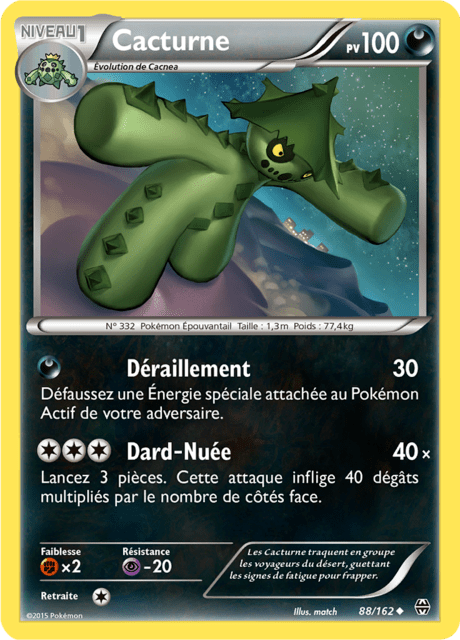 NIVEAU 1
Cacturne
PV 100
Évolution de Cacnea
N° 332 Pokémon Épouvantail Taille : 1,3 m Poids : 77,4 kg
Déraillement 30
Défaussez une Énergie spéciale attachée au Pokémon
Actif de votre adversaire.
Dard-Nuée 40×
Lancez 3 pièces. Cette attaque inflige 40 dégâts
multipliés par le nombre de côtés face.
Faiblesse
×2
Résistance
-20
Retraite
Les Cacturne traquent en groupe
les voyageurs du désert, guettant
les signes de fatigue pour frapper.
©2015 Pokémon
Illus. match
88/162